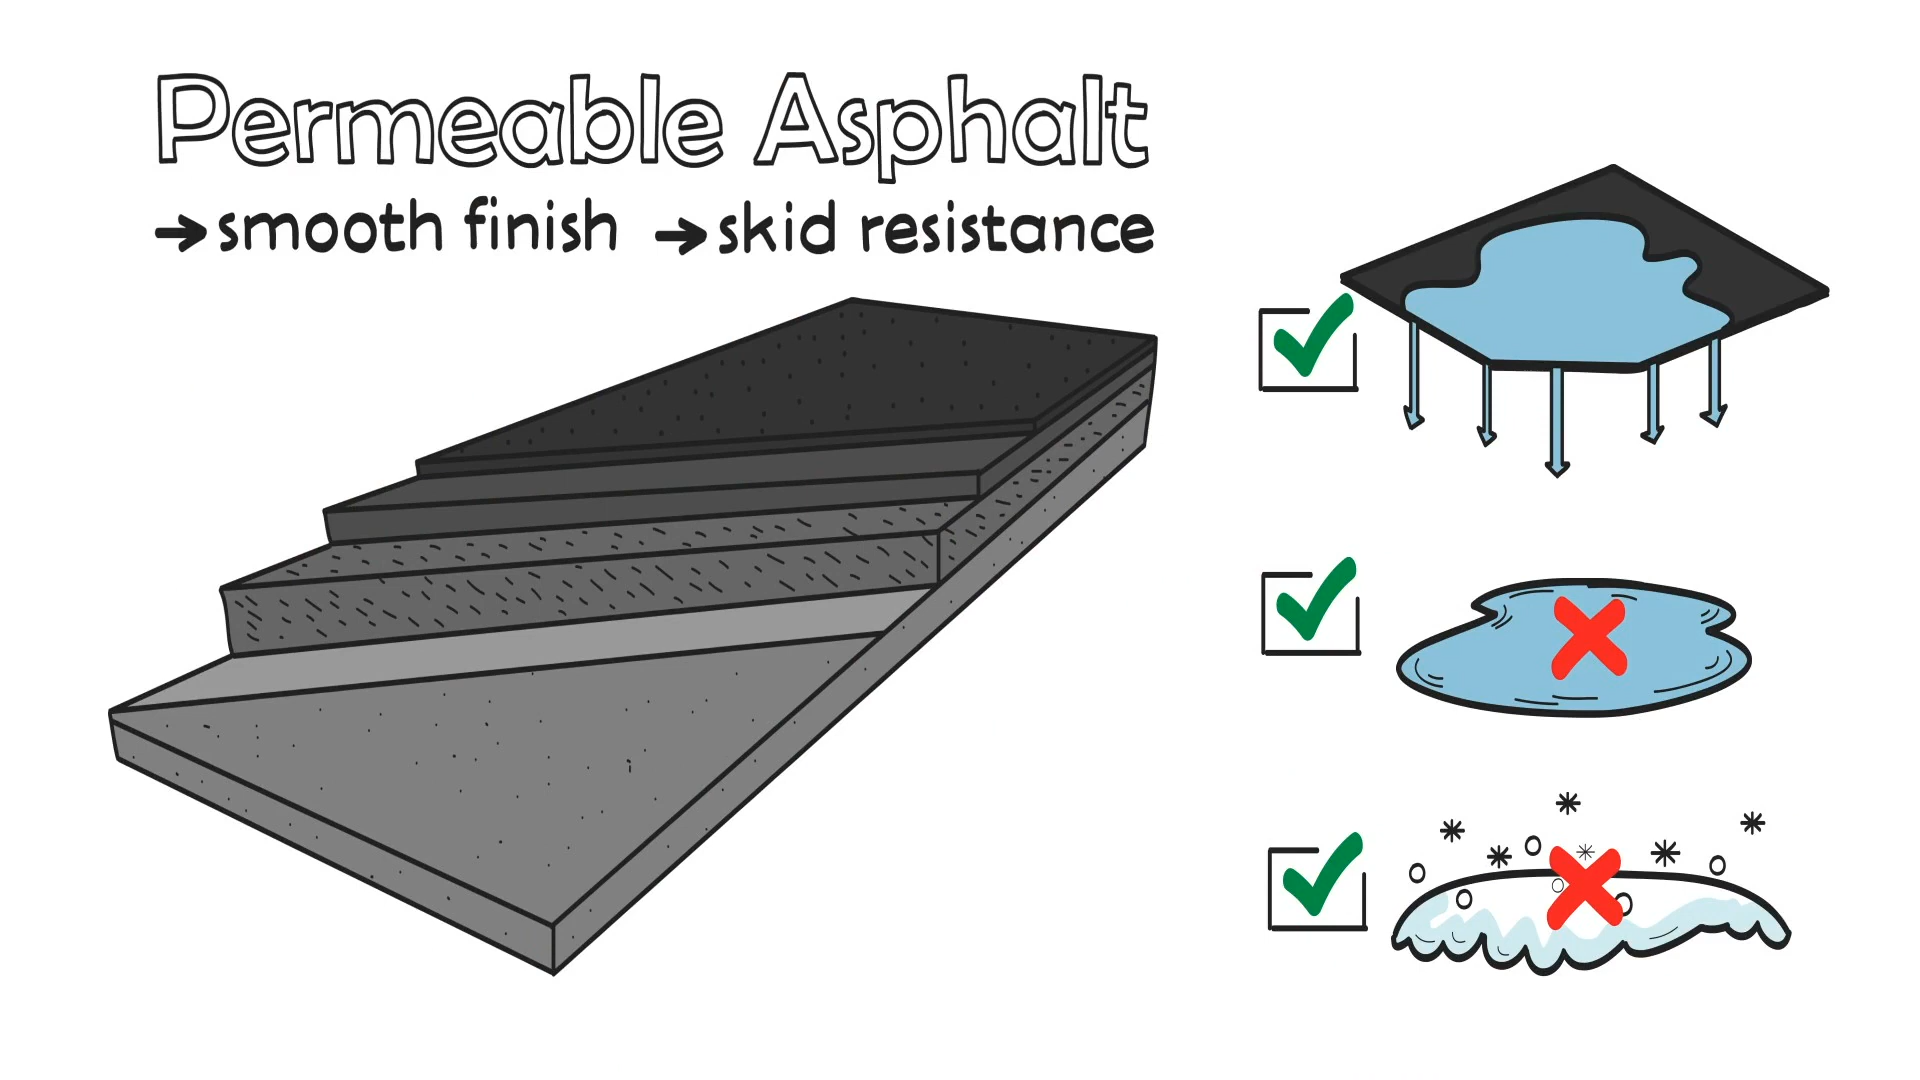 Permeable Asphalt
→smooth finish →skid resistance